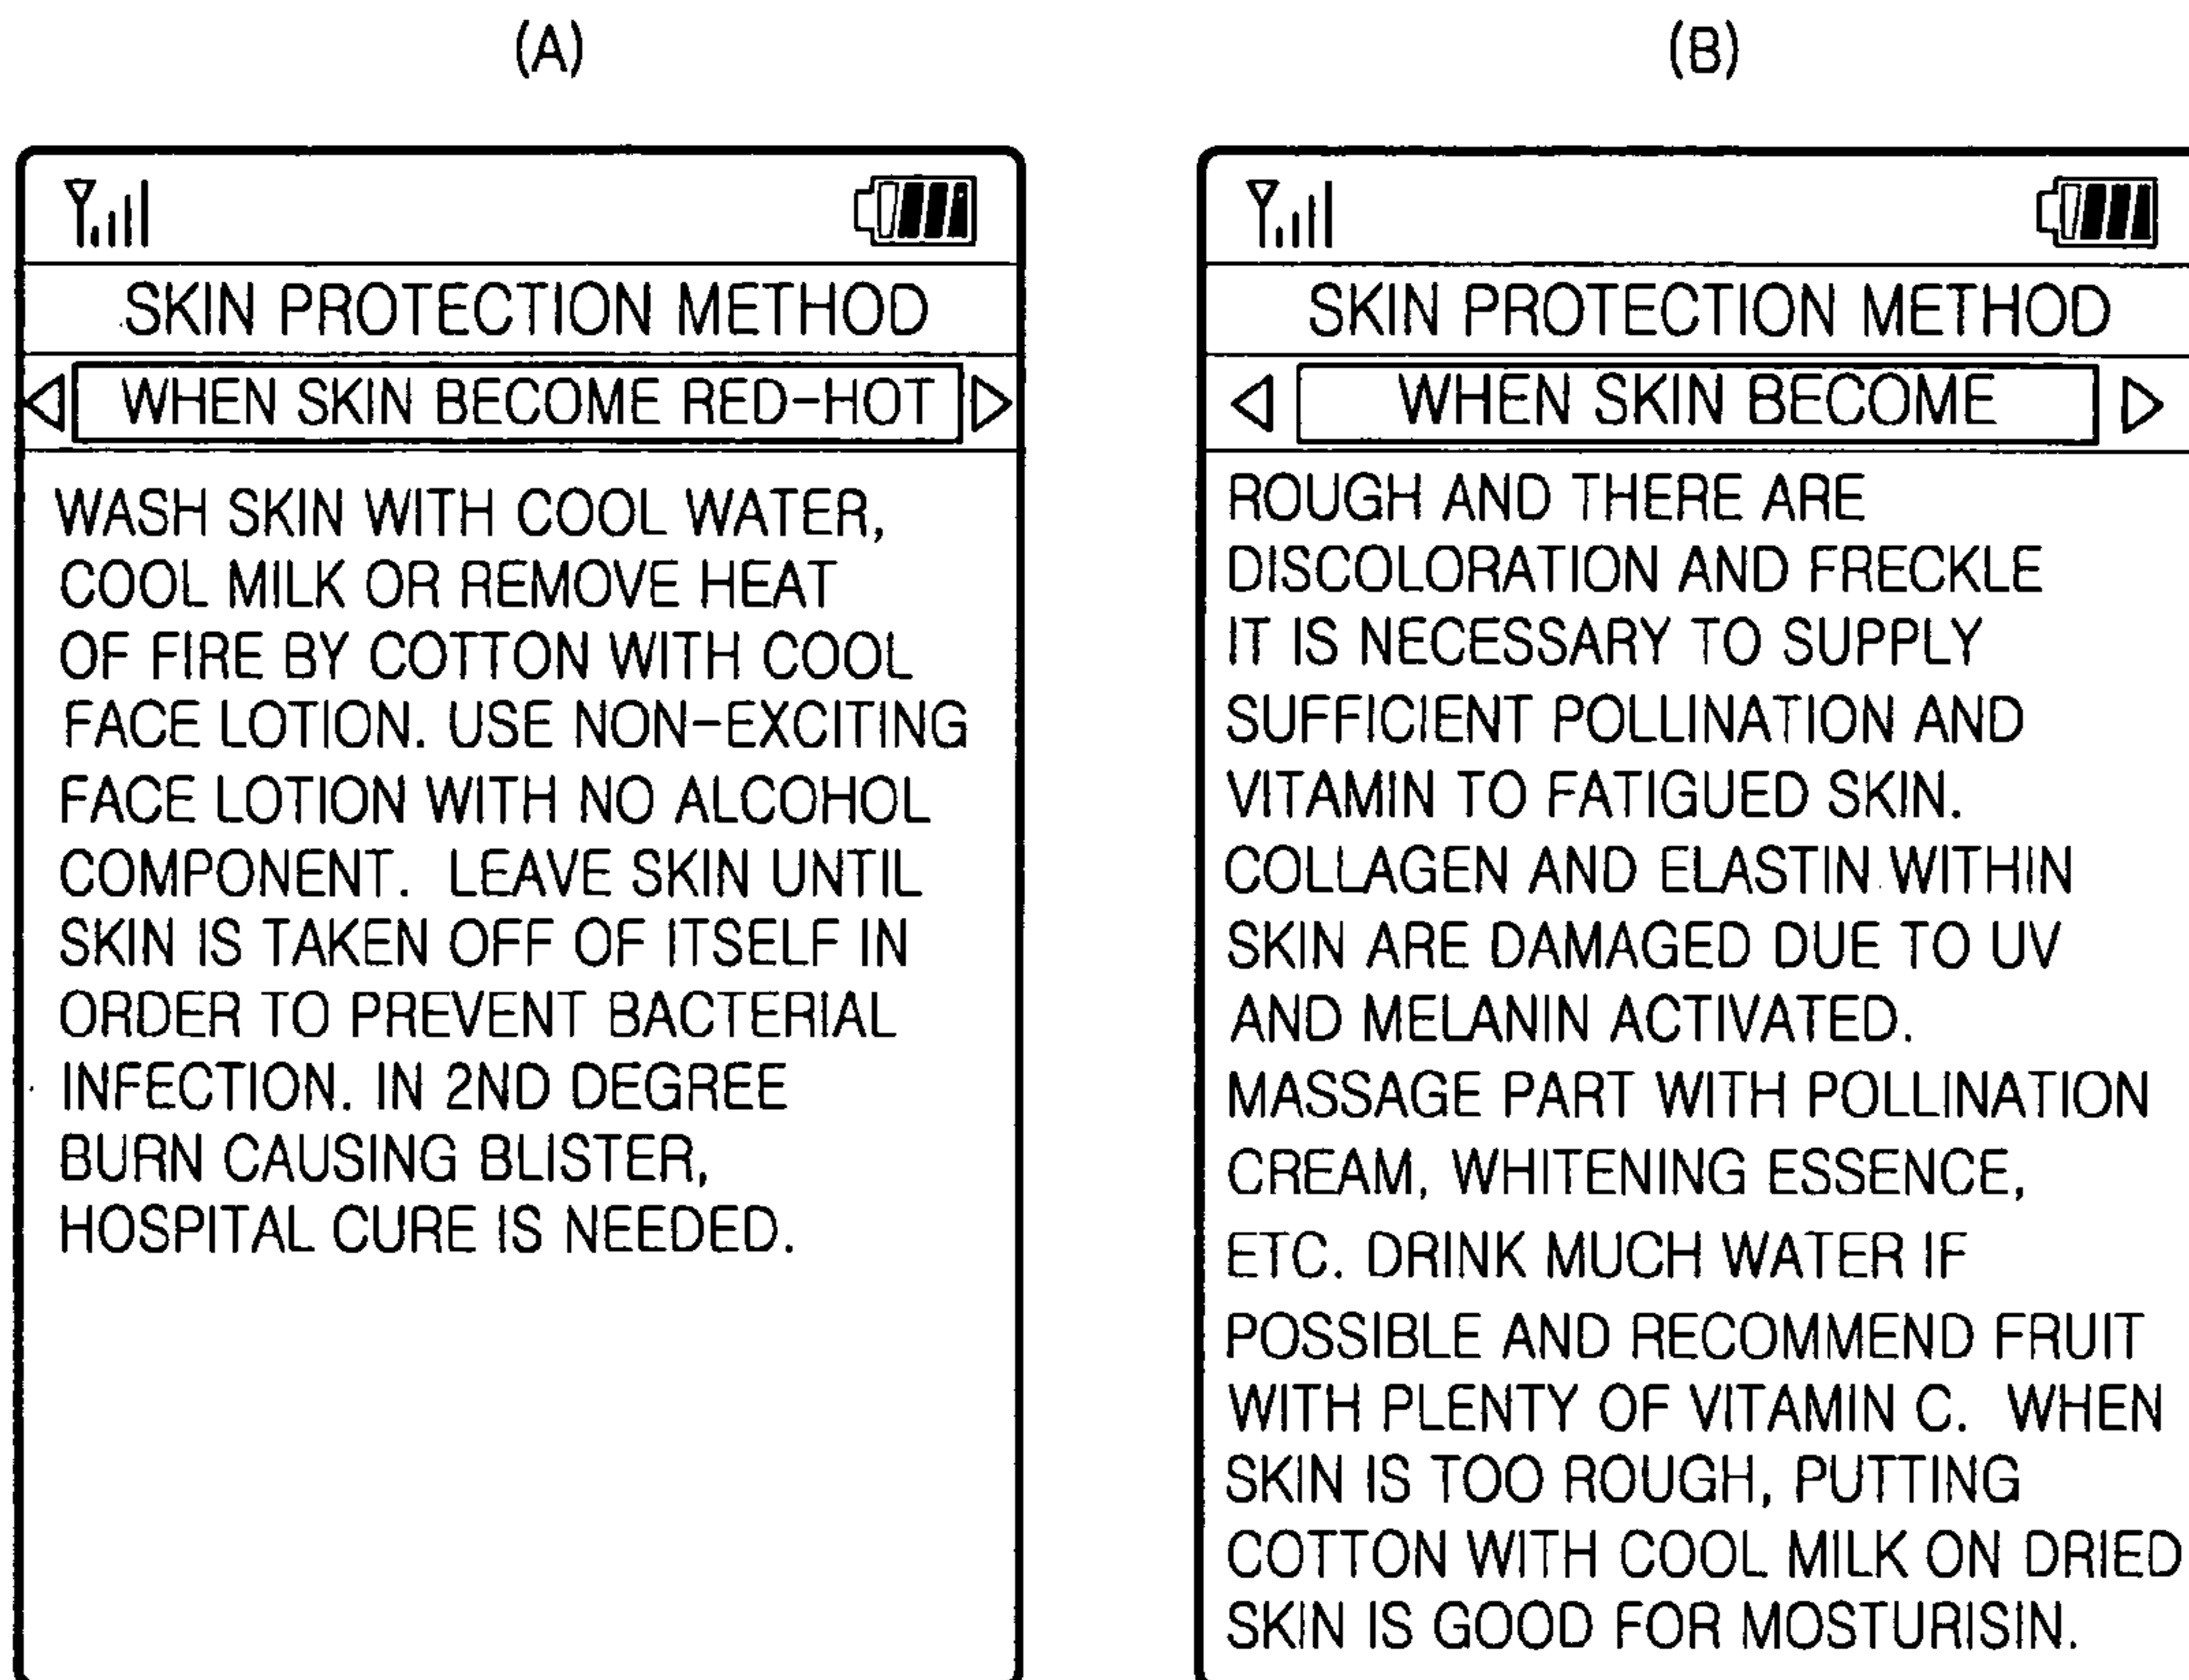 (A)
SKIN PROTECTION METHOD
WHEN SKIN BECOME RED-HOT
WASH SKIN WITH COOL WATER,
COOL MILK OR REMOVE HEAT
OF FIRE BY COTTON WITH COOL
FACE LOTION. USE NON-EXCITING
FACE LOTION WITH NO ALCOHOL
COMPONENT. LEAVE SKIN UNTIL
SKIN IS TAKEN OFF OF ITSELF IN
ORDER TO PREVENT BACTERIAL
INFECTION. IN 2ND DEGREE
BURN CAUSING BLISTER,
HOSPITAL CURE IS NEEDED.
(B)
SKIN PROTECTION METHOD
WHEN SKIN BECOME
ROUGH AND THERE ARE
DISCOLORATION AND FRECKLE
IT IS NECESSARY TO SUPPLY
SUFFICIENT POLLINATION AND
VITAMIN TO FATIGUED SKIN.
COLLAGEN AND ELASTIN WITHIN
SKIN ARE DAMAGED DUE TO UV
AND MELANIN ACTIVATED.
MASSAGE PART WITH POLLINATION
CREAM, WHITENING ESSENCE,
ETC. DRINK MUCH WATER IF
POSSIBLE AND RECOMMEND FRUIT
WITH PLENTY OF VITAMIN C. WHEN
SKIN IS TOO ROUGH, PUTTING
COTTON WITH COOL MILK ON DRIED
SKIN IS GOOD FOR MOSTURISIN.